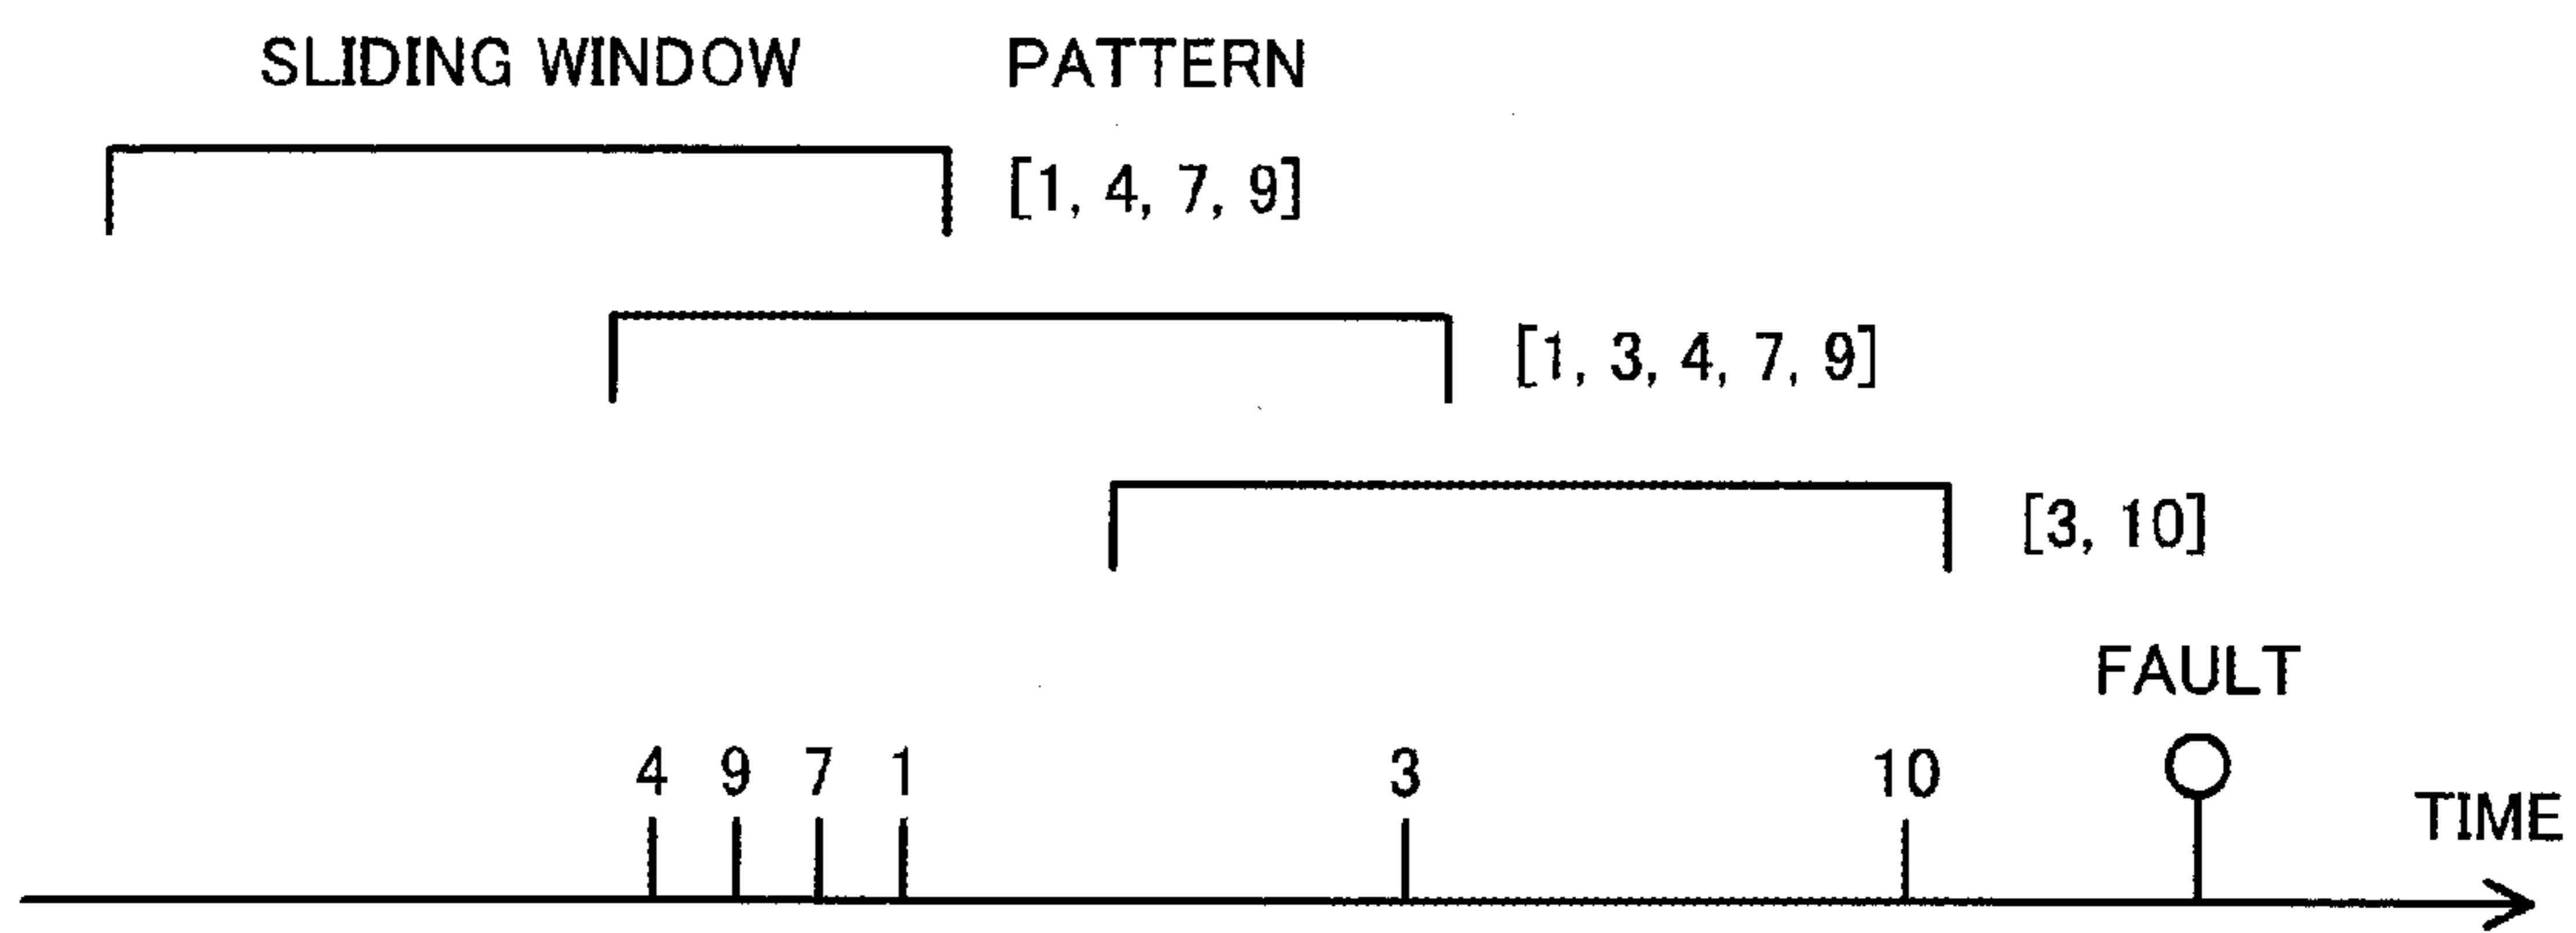 SLIDING WINDOW PATTERN
[1, 4, 7, 9]
[1, 3, 4, 7, 9]
[3, 10]
FAULT
4 9 7 1 3 10
TIME